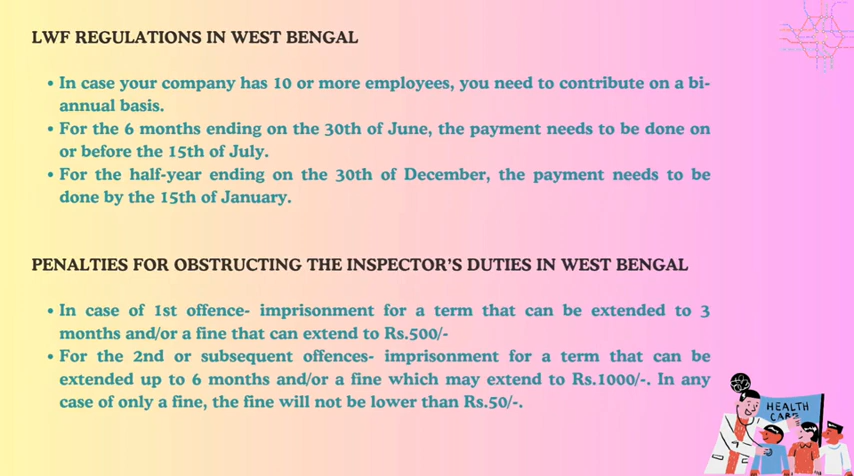 LWF REGULATIONS IN WEST BENGAL
• In case your company has 10 or more employees, you need to contribute on a bi-
annual basis.
• For the 6 months ending on the 30th of June, the payment needs to be done on
or before the 15th of July.
• For the half-year ending on the 30th of December, the payment needs to be
done by the 15th of January.
PENALTIES FOR OBSTRUCTING THE INSPECTOR'S DUTIES IN WEST BENGAL
• In case of 1st offence- imprisonment for a term that can be extended to 3
months and/or a fine that can extend to Rs.500/-
• For the 2nd or subsequent offences- imprisonment for a term that can be
extended up to 6 months and/or a fine which may extend to Rs.1000/-. In any
case of only a fine, the fine will not be lower than Rs.50/-.
HEALTH
CARE